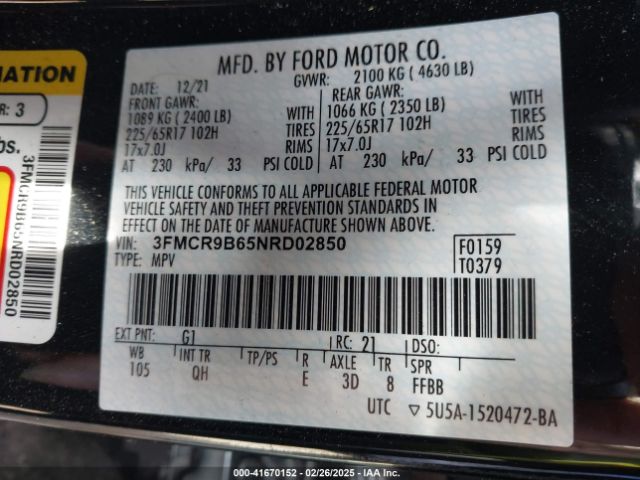 MATION
R: 3
bs.
3FMCR9B65NRD02850
MFD. BY FORD MOTOR CO.
DATE: 12/21 GVWR: 2100 KG ( 4630 LB)
FRONT GAWR: REAR GAWR:
1089 KG ( 2400 LB) WITH 1066 KG ( 2350 LB) WITH
225/65R17 102H TIRES 225/65R17 102H TIRES
17x7.0J RIMS 17x7.0J RIMS
AT 230 kPa/ 33 PSI COLD AT 230 kPa/ 33 PSI COLD
THIS VEHICLE CONFORMS TO ALL APPLICABLE FEDERAL MOTOR
VEHICLE SAFETY AND THEFT PREVENTION STANDARDS IN
EFFECT ON THE DATE OF MANUFACTURE SHOWN ABOVE.
VIN: 3FMCR9B65NRD02850 F0159
TYPE: MPV T0379
EXT PNT: G1 RC: 21 DSO:
WB INT TR TP/PS R AXLE TR SPR
105 QH E 3D 8 FFBB
UTC ▽ 5U5A-1520472-BA
000-41670152 | 02/26/2025 | IAA Inc.